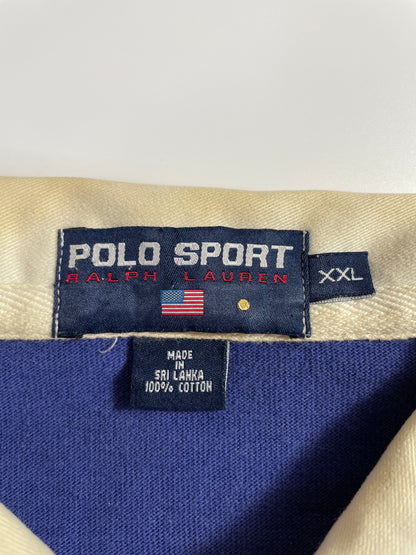 POLO SPORT
RALPH LAUREN
XXL
MADE
IN
SRI LANKA
100% COTTON